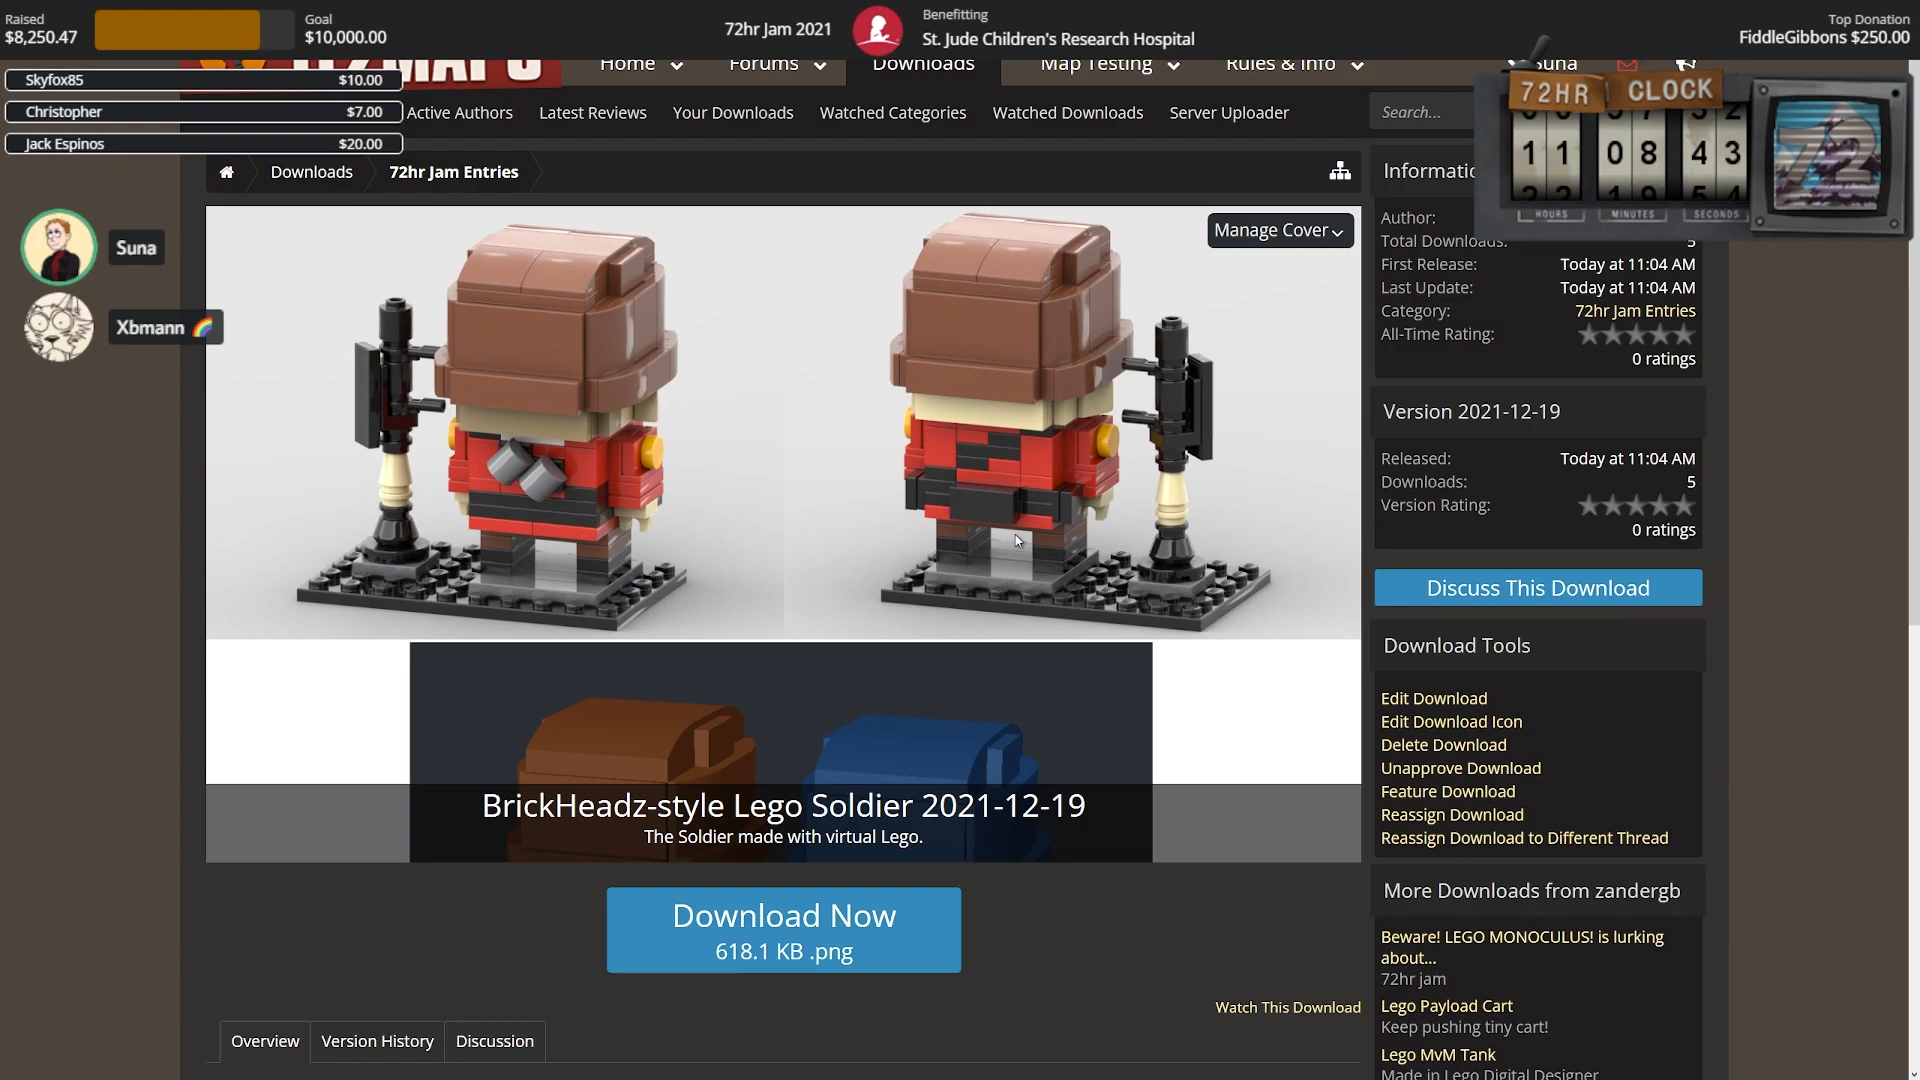 Raised
$8,250.47
Goal
$10,000.00
72hr Jam 2021
Benefitting
St. Jude Children's Research Hospital
Top Donation
FiddleGibbons $250.00
Skyfox85 $10.00
Christopher $7.00
Jack Espinos $20.00
Home
Forums
Downloads
Map Testing
Rules & Info
Suna
Active Authors
Latest Reviews
Your Downloads
Watched Categories
Watched Downloads
Server Uploader
Search...
72HR CLOCK
11 08 43
HOURS MINUTES SECONDS
72
Downloads
72hr Jam Entries
Suna
Xbmann
Manage Cover
BrickHeadz-style Lego Soldier 2021-12-19
The Soldier made with virtual Lego.
Download Now
618.1 KB .png
Watch This Download
Overview
Version History
Discussion
Author:
Total Downloads: 5
First Release: Today at 11:04 AM
Last Update: Today at 11:04 AM
Category: 72hr Jam Entries
All-Time Rating:
0 ratings
Version 2021-12-19
Released: Today at 11:04 AM
Downloads: 5
Version Rating:
0 ratings
Discuss This Download
Download Tools
Edit Download
Edit Download Icon
Delete Download
Unapprove Download
Feature Download
Reassign Download
Reassign Download to Different Thread
More Downloads from zandergb
Beware! LEGO MONOCULUS! is lurking
about...
72hr jam
Lego Payload Cart
Keep pushing tiny cart!
Lego MvM Tank
Made in Lego Digital Designer